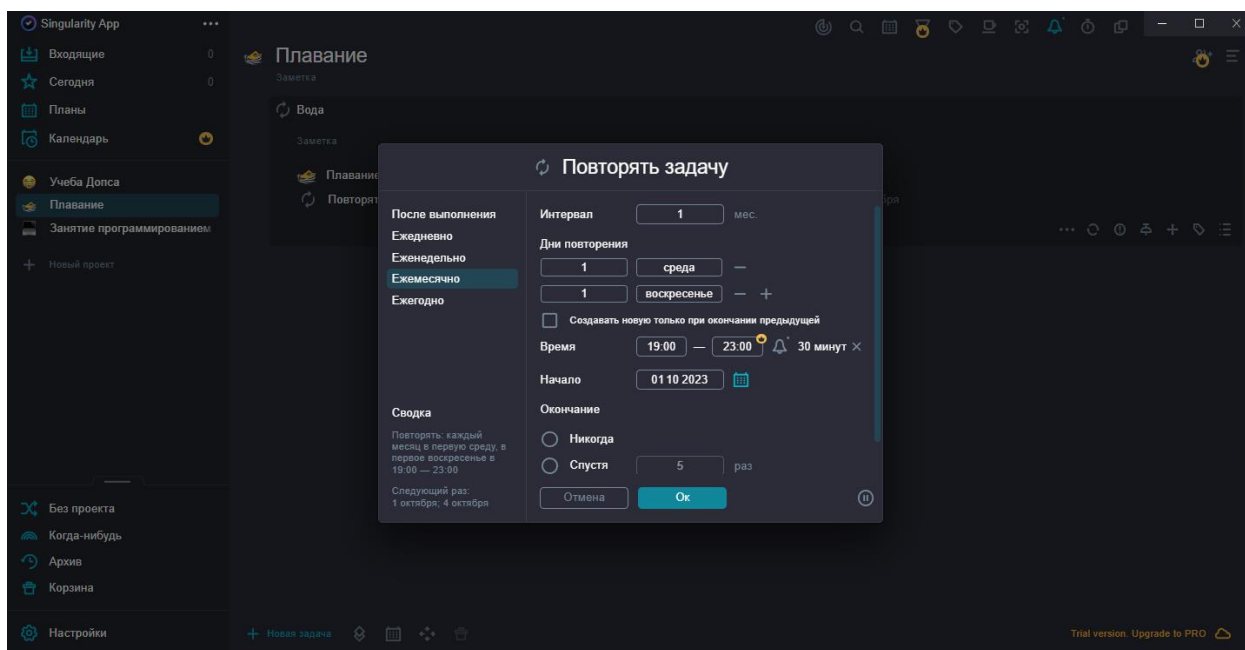 Singularity App
Входящие 0
Сегодня 0
Планы
Календарь
Учеба Допса
Плавание
Занятие программированием
Новый проект
Без проекта
Когда-нибудь
Архив
Корзина
Настройки
Плавание
Заметка
Вода
Заметка
Плавание
Повторят
бря
Повторять задачу
После выполнения
Ежедневно
Еженедельно
Ежемесячно
Ежегодно
Сводка
Повторять: каждый
месяц в первую среду, в
первое воскресенье в
19:00 — 23:00
Следующий раз:
1 октября; 4 октября
Интервал 1 мес.
Дни повторения
1 среда
1 воскресенье
Создавать новую только при окончании предыдущей
Время 19:00 — 23:00 30 минут
Начало 01 10 2023
Окончание
Никогда
Спустя 5 раз
Отмена Ок
Новая задача
Trial version. Upgrade to PRO